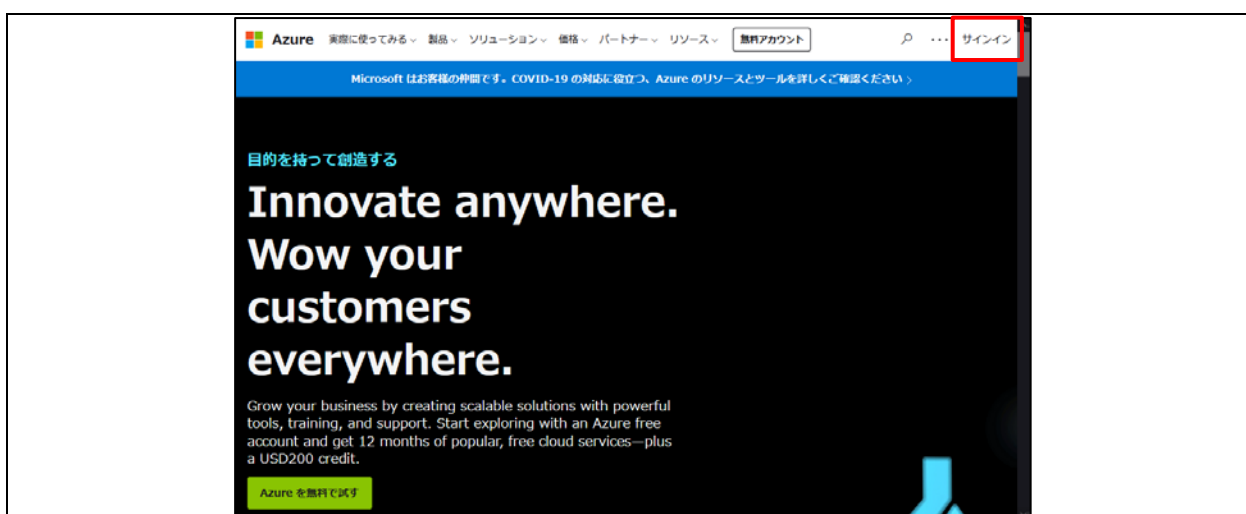 Azure 実際に使ってみる 製品 ソリューション 価格 パートナー リソース 無料アカウント ... サインイン
Microsoft はお客様の仲間です。COVID-19 の対応に役立つ、Azure のリソースとツールを詳しくご確認ください >
目的を持って創造する
Innovate anywhere.
Wow your
customers
everywhere.
Grow your business by creating scalable solutions with powerful
tools, training, and support. Start exploring with an Azure free
account and get 12 months of popular, free cloud services—plus
a USD200 credit.
Azure を無料で試す